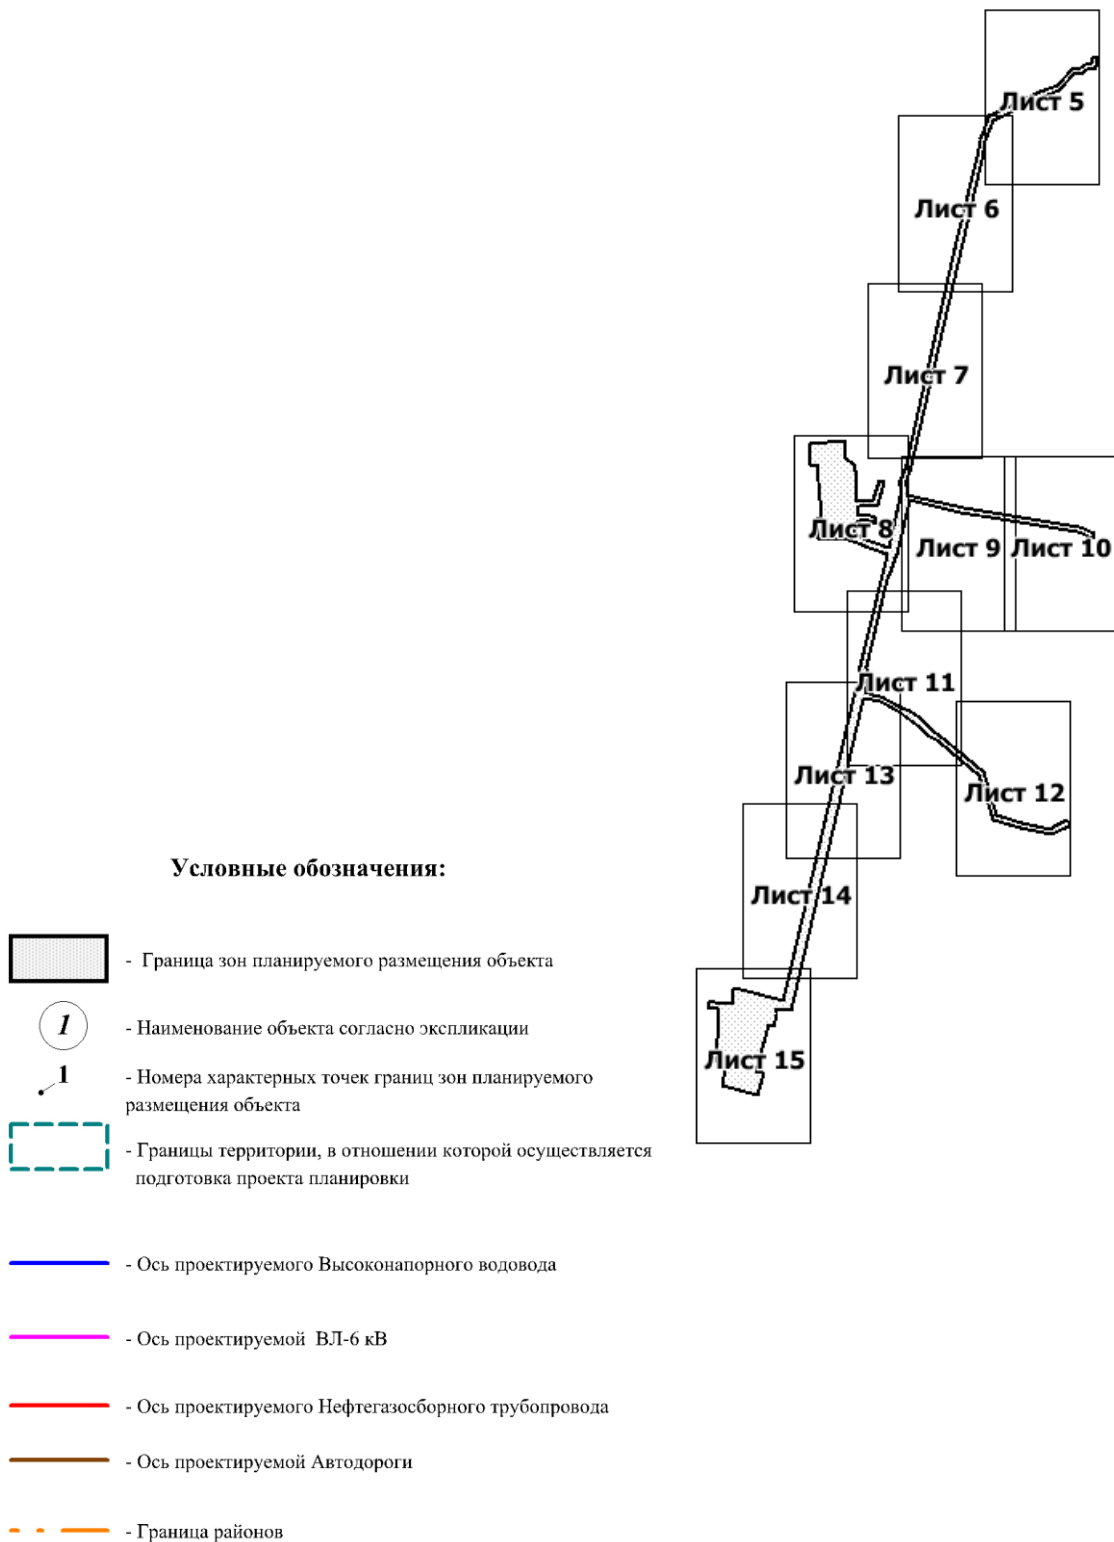 Лист 5
Лист 6
Лист 7
Лист 8
Лист 9
Лист 10
Лист 11
Лист 12
Лист 13
Лист 14
Лист 15
Условные обозначения:
- Граница зон планируемого размещения объекта
1
- Наименование объекта согласно экспликации
1
- Номера характерных точек границ зон планируемого
размещения объекта
- Границы территории, в отношении которой осуществляется
подготовка проекта планировки
- Ось проектируемого Высоконапорного водовода
- Ось проектируемой ВЛ-6 кВ
- Ось проектируемого Нефтегазосборного трубопровода
- Ось проектируемой Автодороги
- Граница районов